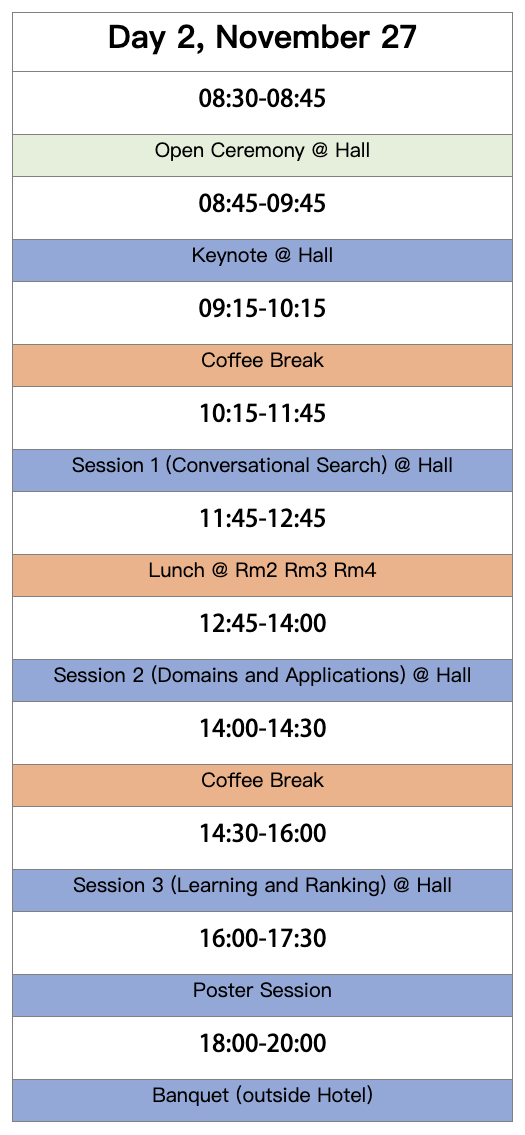 Day 2, November 27
08:30-08:45
Open Ceremony @ Hall
08:45-09:45
Keynote @ Hall
09:15-10:15
Coffee Break
10:15-11:45
Session 1 (Conversational Search) @ Hall
11:45-12:45
Lunch @ Rm2 Rm3 Rm4
12:45-14:00
Session 2 (Domains and Applications) @ Hall
14:00-14:30
Coffee Break
14:30-16:00
Session 3 (Learning and Ranking) @ Hall
16:00-17:30
Poster Session
18:00-20:00
Banquet (outside Hotel)